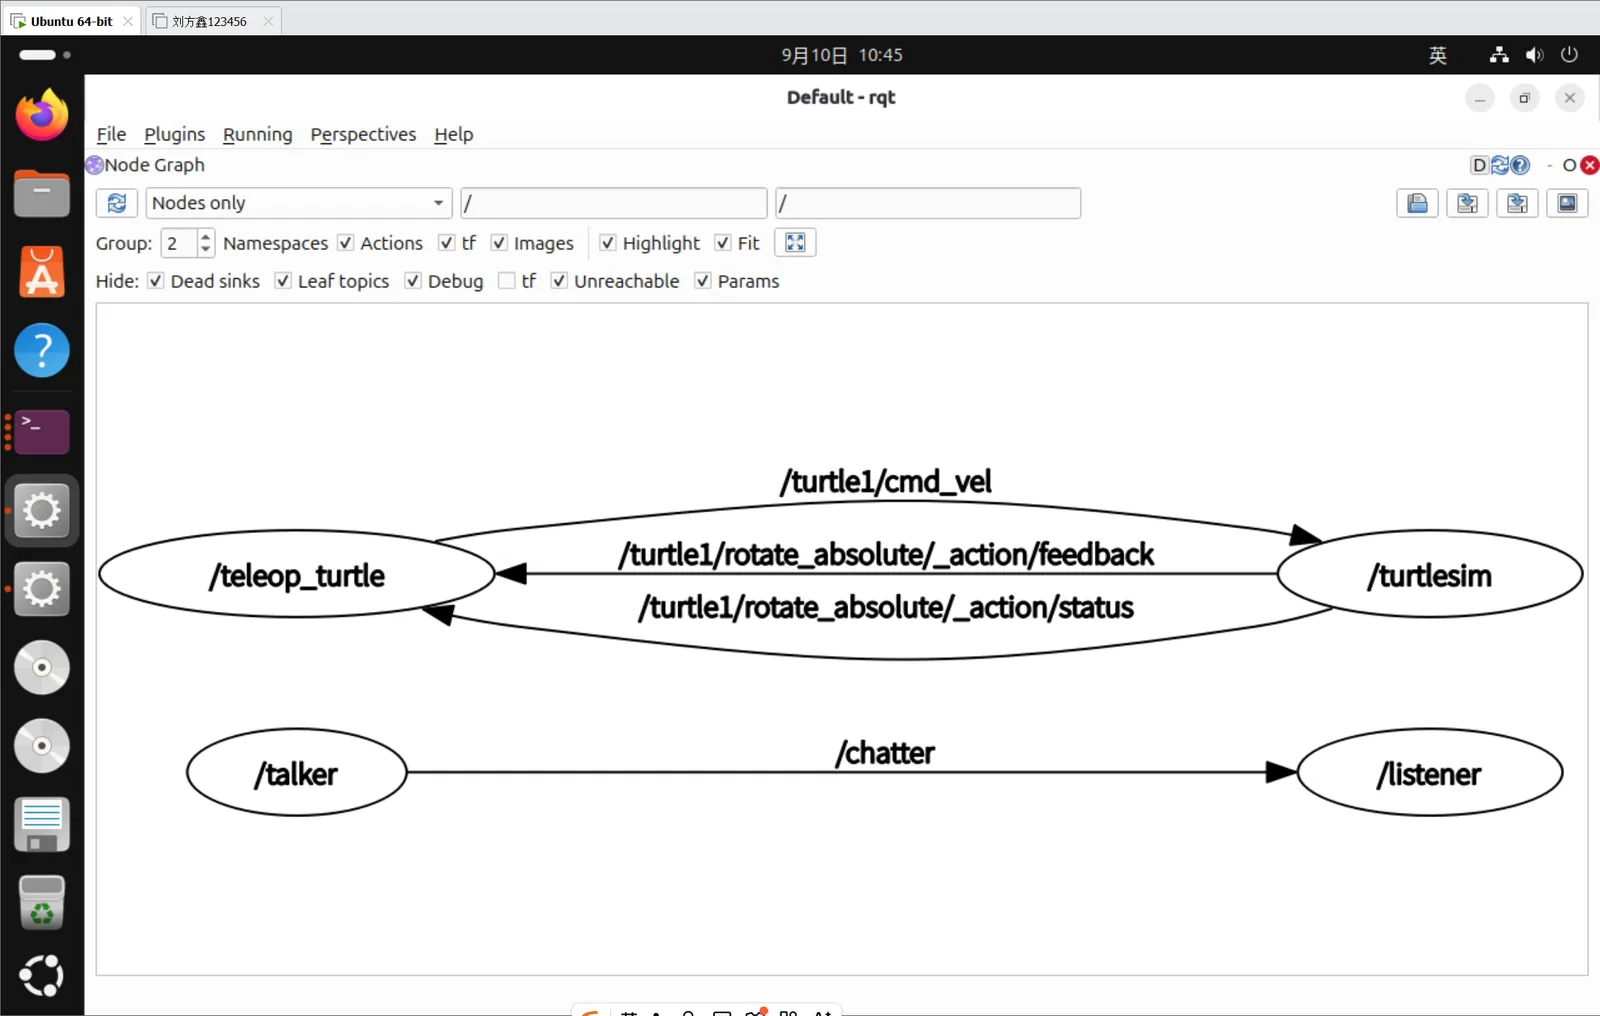 Ubuntu 64-bit
刘方鑫123456
9月10日 10:45
英
Default - rqt
File Plugins Running Perspectives Help
Node Graph
D
- O
Nodes only
/
/
Group: 2 Namespaces Actions tf Images Highlight Fit
Hide: Dead sinks Leaf topics Debug tf Unreachable Params
/turtle1/cmd_vel
/turtle1/rotate_absolute/_action/feedback
/teleop_turtle
/turtlesim
/turtle1/rotate_absolute/_action/status
/chatter
/talker
/listener